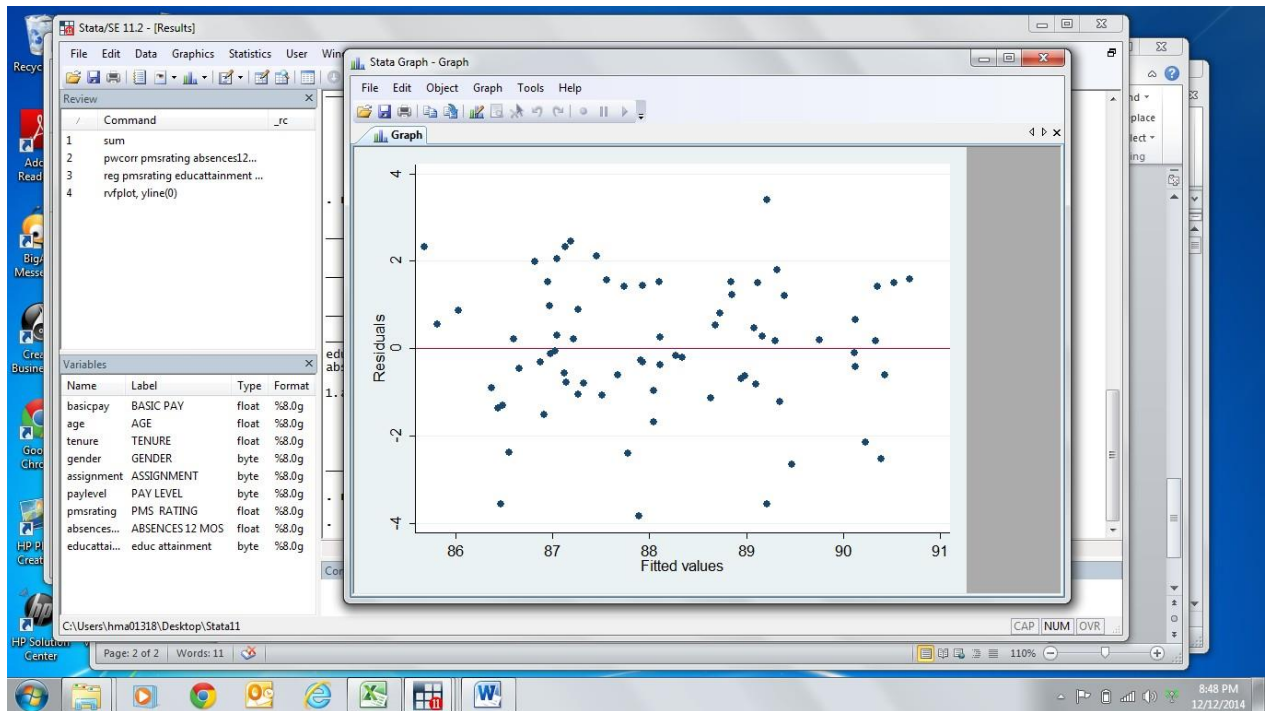 Stata/SE 11.2 - [Results]
File Edit Data Graphics Statistics User
Review
Command _rc
1 sum
2 pwcorr pmsrating absences12...
3 reg pmsrating educattainment ...
4 rvfplot, yline(0)
Variables
Name Label Type Format
basicpay BASIC PAY float %8.0g
age AGE float %8.0g
tenure TENURE float %8.0g
gender GENDER byte %8.0g
assignment ASSIGNMENT byte %8.0g
paylevel PAY LEVEL byte %8.0g
pmsrating PMS RATING float %8.0g
absences... ABSENCES 12 MOS float %8.0g
educattai... educ attainment byte %8.0g
C:\Users\hma01318\Desktop\Stata11
CAP NUM OVR
Stata Graph - Graph
File Edit Object Graph Tools Help
Graph
4
2
0
-2
-4
Residuals
86 87 88 89 90 91
Fitted values
HP Solution
Center
Page: 2 of 2 Words: 11
110%
8:48 PM
12/12/2014